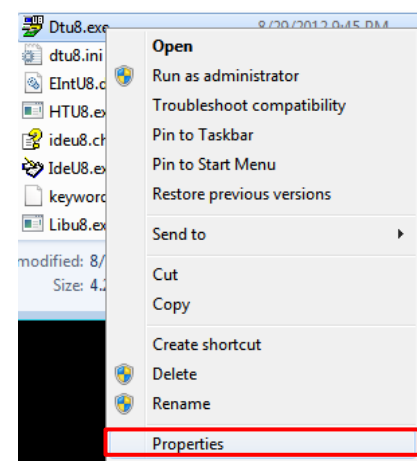 Dtu8.exe 8/29/2012 9:45 PM
dtu.ini
EIntU8.d
HTU8.ex
ideu8.ch
IdeU8.ex
keyword
Libu8.ex
modified: 8/
Size: 4.2
Open
Run as administrator
Troubleshoot compatibility
Pin to Taskbar
Pin to Start Menu
Restore previous versions
Send to
Cut
Copy
Create shortcut
Delete
Rename
Properties